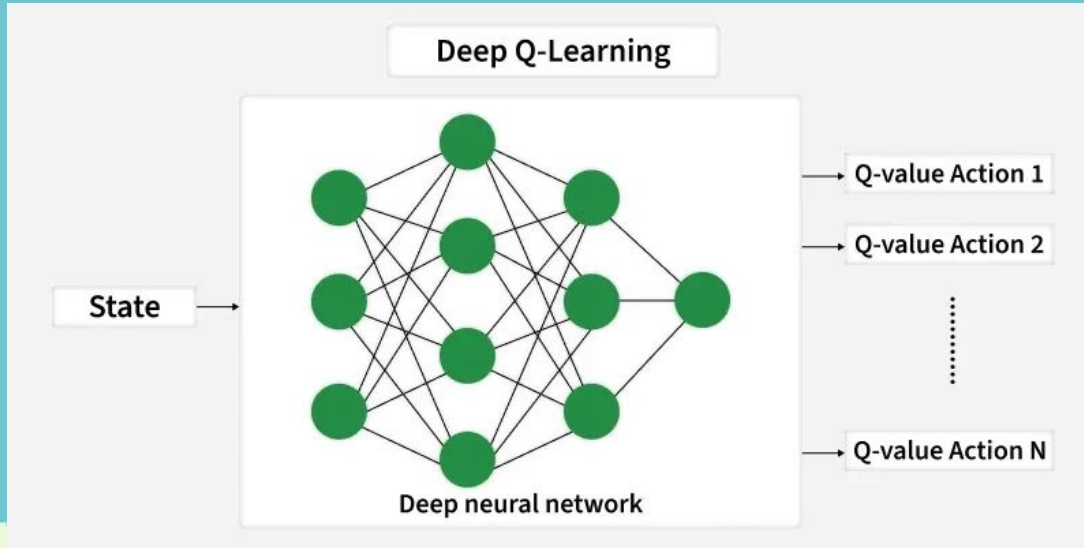 Deep Q-Learning
State
Q-value Action 1
Q-value Action 2
Q-value Action N
Deep neural network